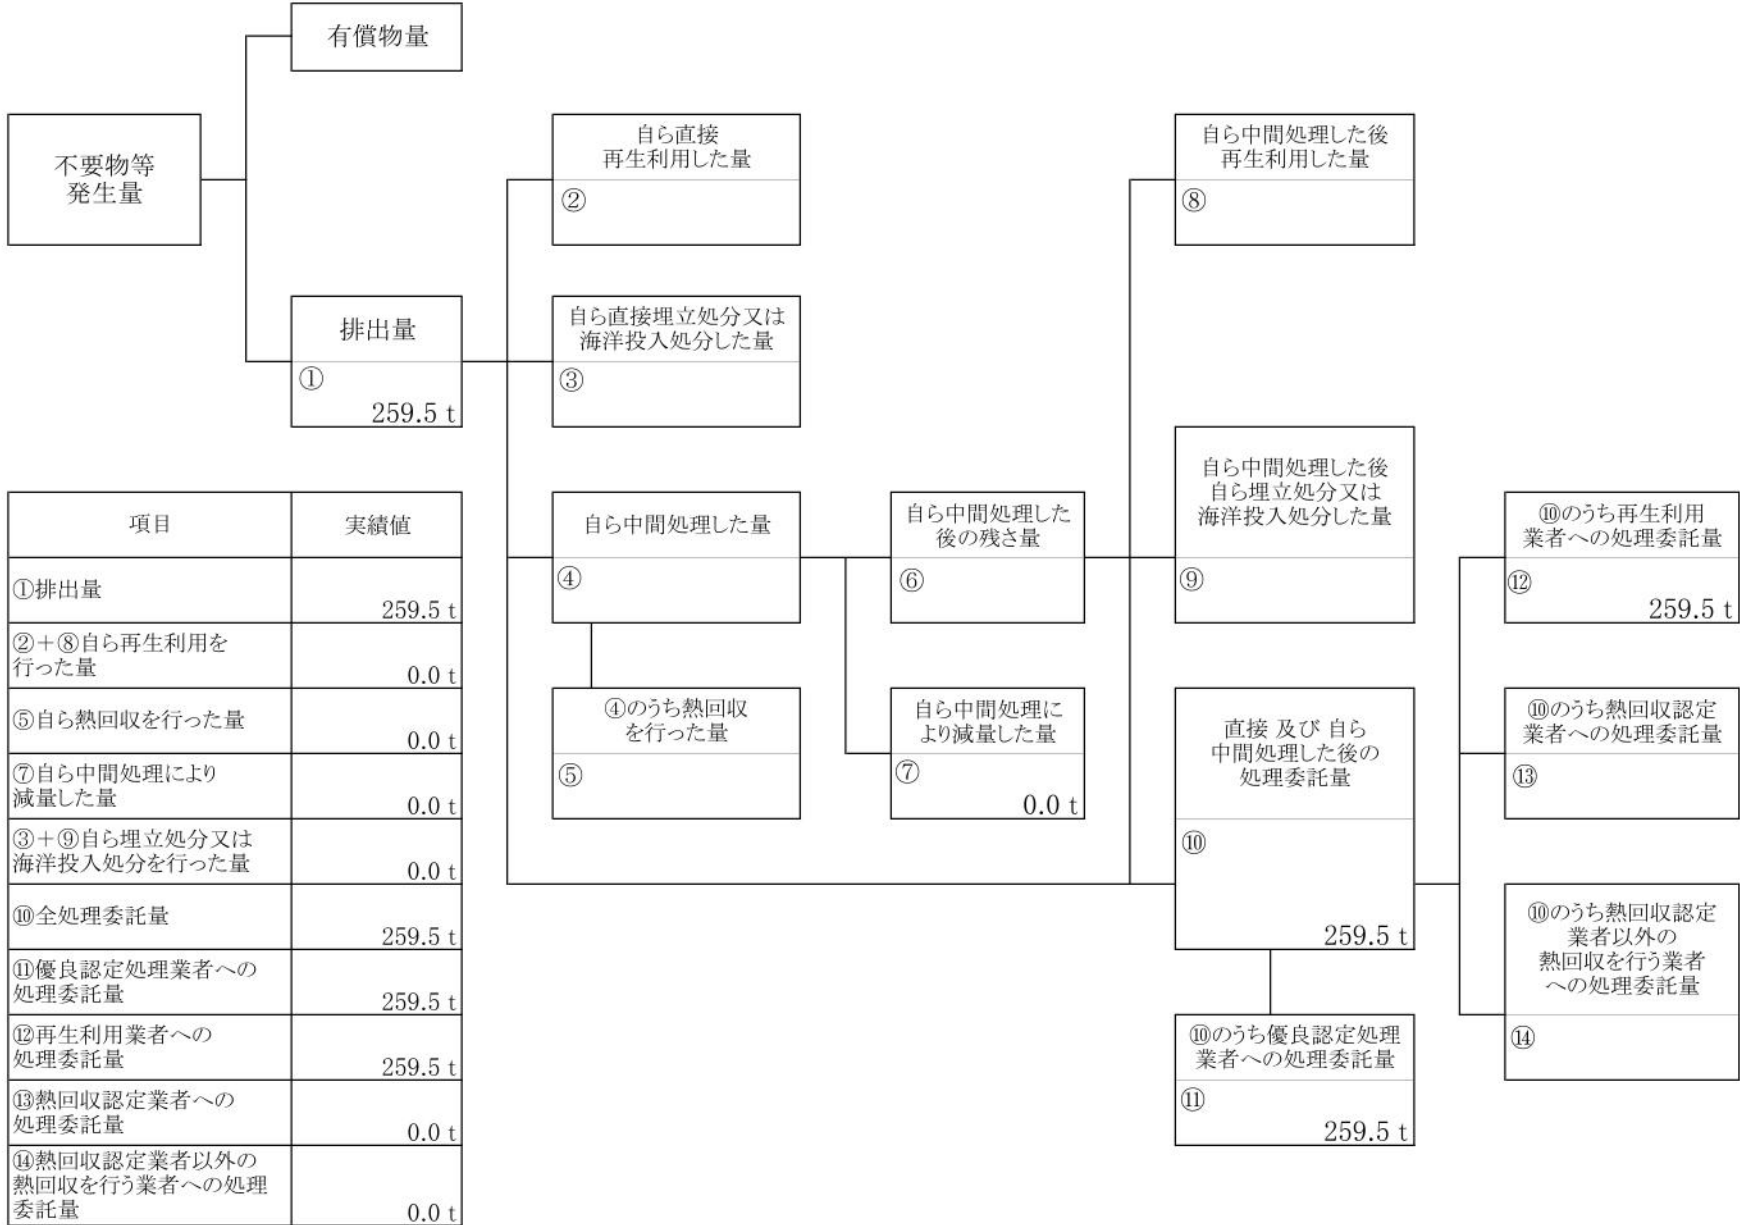 有償物量
不要物等
発生量
自ら直接
再生利用した量
②
自ら中間処理した後
再生利用した量
⑧
排出量
①
259.5 t
自ら直接埋立処分又は
海洋投入処分した量
③
自ら中間処理した量
④
自ら中間処理した
後の残さ量
⑥
自ら中間処理した後
自ら埋立処分又は
海洋投入処分した量
⑨
⑩のうち再生利用
業者への処理委託量
⑫
259.5 t
④のうち熱回収
を行った量
⑤
自ら中間処理に
より減量した量
⑦
0.0 t
直接 及び 自ら
中間処理した後の
処理委託量
⑩
259.5 t
⑩のうち熱回収認定
業者への処理委託量
⑬
⑩のうち熱回収認定
業者以外の
熱回収を行う業者
への処理委託量
⑭
⑩のうち優良認定処理
業者への処理委託量
⑪
259.5 t
項目 実績値
①排出量
259.5 t
②＋⑧自ら再生利用を
行った量
0.0 t
⑤自ら熱回収を行った量
0.0 t
⑦自ら中間処理により
減量した量
0.0 t
③＋⑨自ら埋立処分又は
海洋投入処分を行った量
0.0 t
⑩全処理委託量
259.5 t
⑪優良認定処理業者への
処理委託量
259.5 t
⑫再生利用業者への
処理委託量
259.5 t
⑬熱回収認定業者への
処理委託量
0.0 t
⑭熱回収認定業者以外の
熱回収を行う業者への処理
委託量
0.0 t